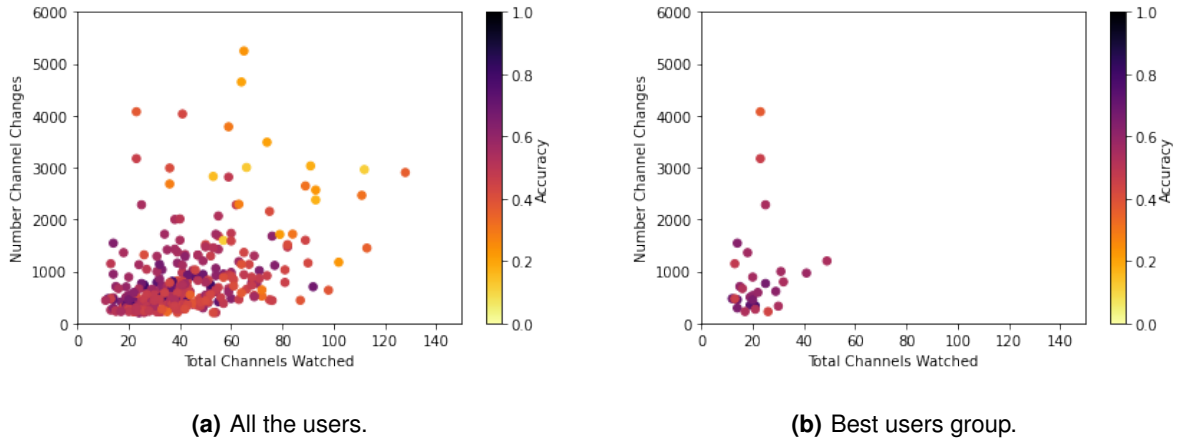 6000
5000
4000
3000
2000
1000
0
Number Channel Changes
0 20 40 60 80 100 120 140
Total Channels Watched
1.0
0.8
0.6
0.4
0.2
0.0
Accuracy
(a) All the users.
6000
5000
4000
3000
2000
1000
0
Number Channel Changes
0 20 40 60 80 100 120 140
Total Channels Watched
1.0
0.8
0.6
0.4
0.2
0.0
Accuracy
(b) Best users group.